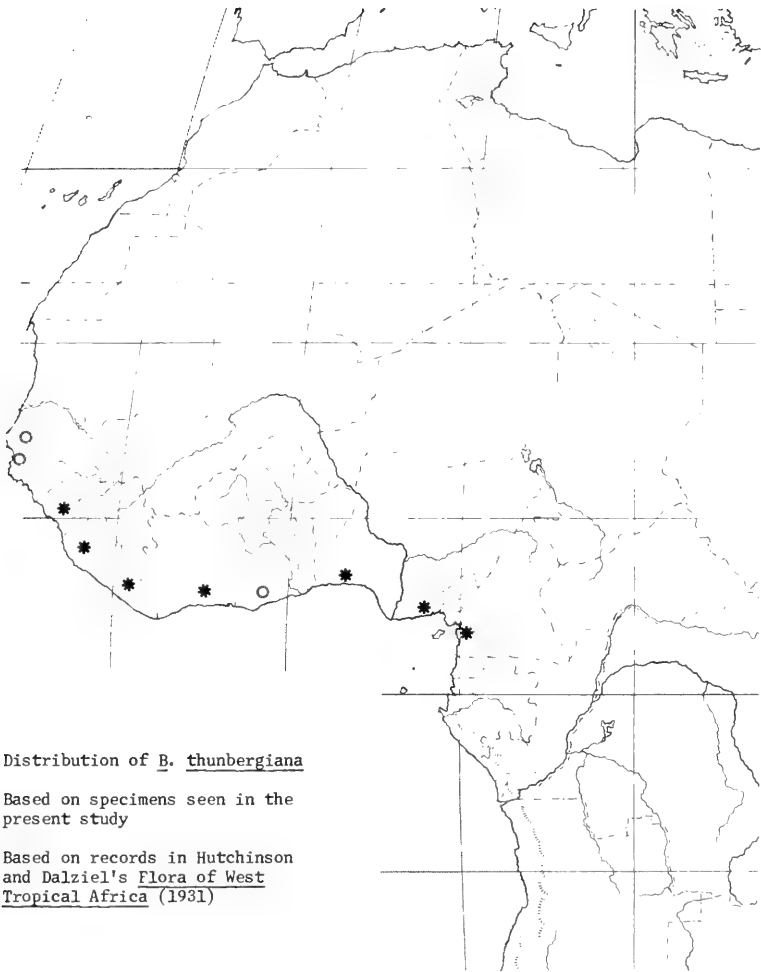 Distribution of B. thunbergiana
Based on specimens seen in the
present study
Based on records in Hutchinson
and Dalziel's Flora of West
Tropical Africa (1931)